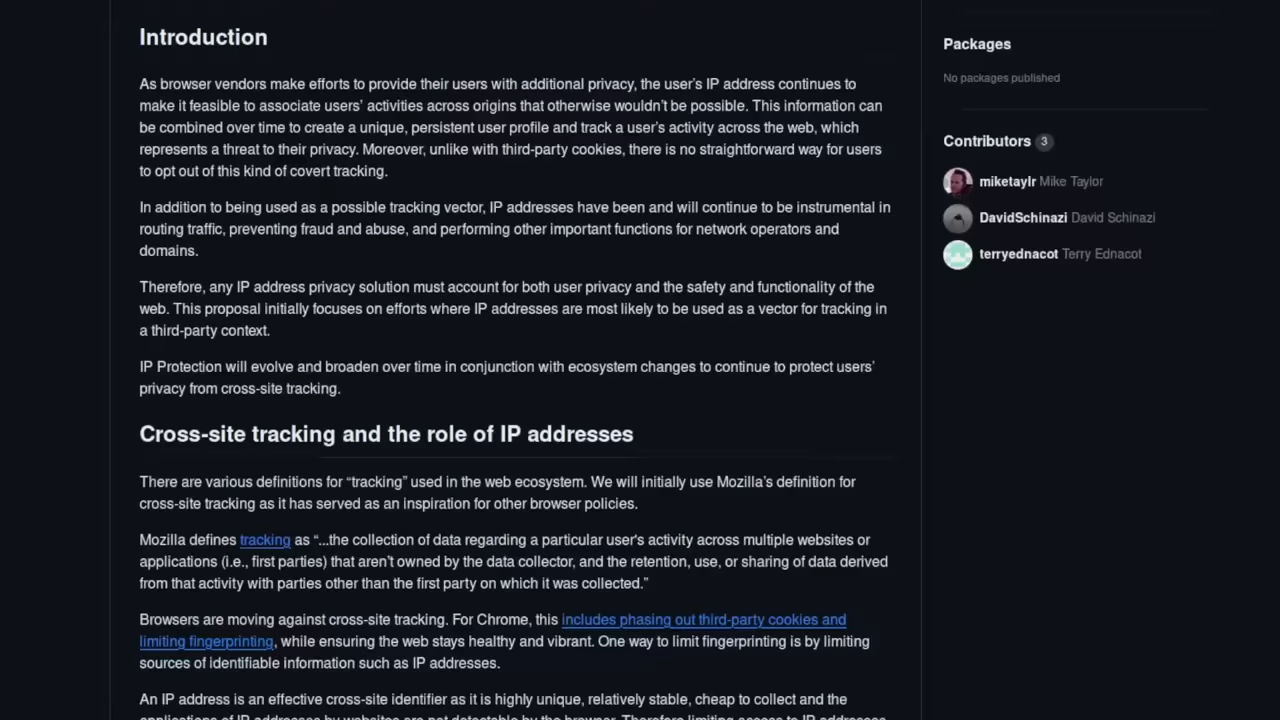 Introduction
As browser vendors make efforts to provide their users with additional privacy, the user’s IP address continues to
make it feasible to associate users’ activities across origins that otherwise wouldn’t be possible. This information can
be combined over time to create a unique, persistent user profile and track a user’s activity across the web, which
represents a threat to their privacy. Moreover, unlike with third-party cookies, there is no straightforward way for users
to opt out of this kind of covert tracking.
In addition to being used as a possible tracking vector, IP addresses have been and will continue to be instrumental in
routing traffic, preventing fraud and abuse, and performing other important functions for network operators and
domains.
Therefore, any IP address privacy solution must account for both user privacy and the safety and functionality of the
web. This proposal initially focuses on efforts where IP addresses are most likely to be used as a vector for tracking in
a third-party context.
IP Protection will evolve and broaden over time in conjunction with ecosystem changes to continue to protect users’
privacy from cross-site tracking.
Cross-site tracking and the role of IP addresses
There are various definitions for “tracking” used in the web ecosystem. We will initially use Mozilla’s definition for
cross-site tracking as it has served as an inspiration for other browser policies.
Mozilla defines tracking as “...the collection of data regarding a particular user's activity across multiple websites or
applications (i.e., first parties) that aren’t owned by the data collector, and the retention, use, or sharing of data derived
from that activity with parties other than the first party on which it was collected.”
Browsers are moving against cross-site tracking. For Chrome, this includes phasing out third-party cookies and
limiting fingerprinting, while ensuring the web stays healthy and vibrant. One way to limit fingerprinting is by limiting
sources of identifiable information such as IP addresses.
An IP address is an effective cross-site identifier as it is highly unique, relatively stable, cheap to collect and the
applications of IP addresses by websites are not detectable by the browser. Therefore limiting access to IP addresses
Packages
No packages published
Contributors 3
miketaylr Mike Taylor
DavidSchinazi David Schinazi
terryednacot Terry Ednacot